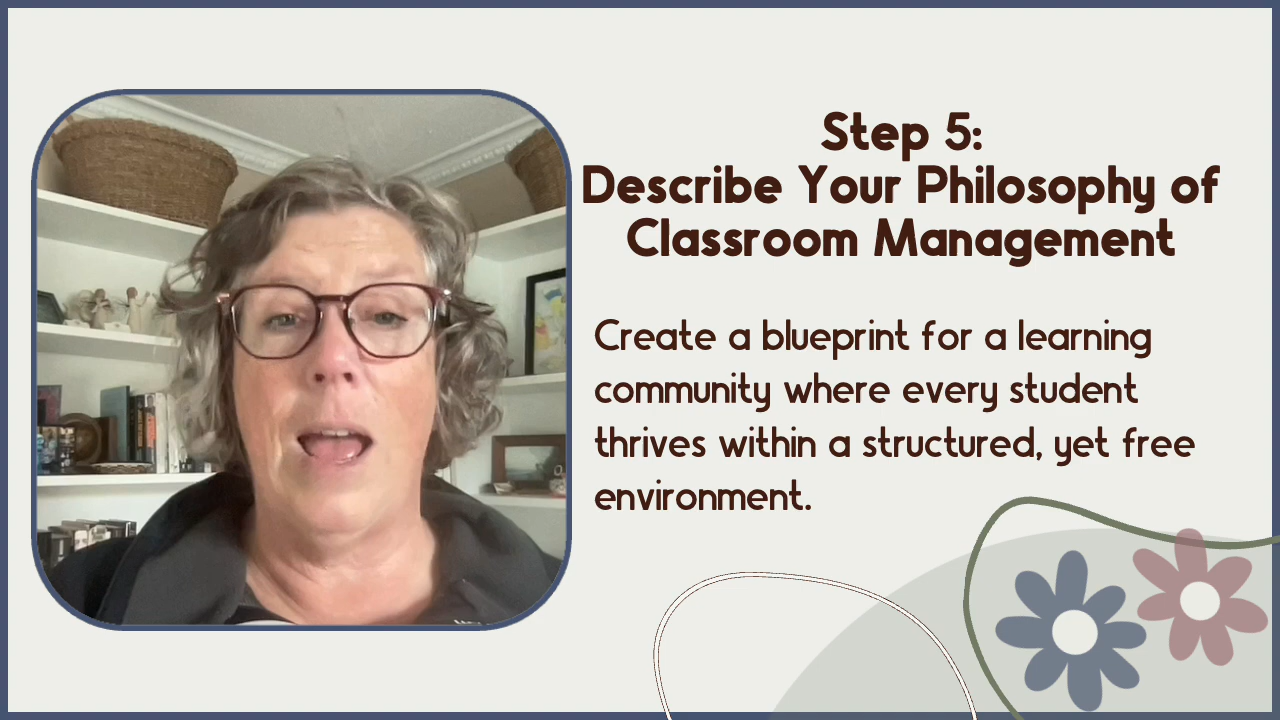 Step 5:
Describe Your Philosophy of
Classroom Management
Create a blueprint for a learning
community where every student
thrives within a structured, yet free
environment.